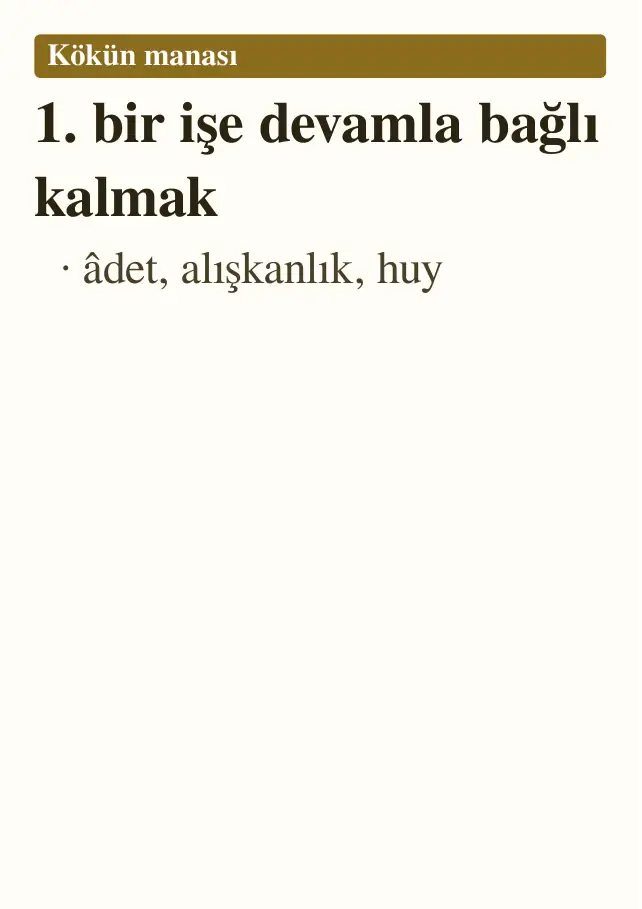 Kökün manası
1. bir işe devamla bağlı
kalmak
· âdet, alışkanlık, huy